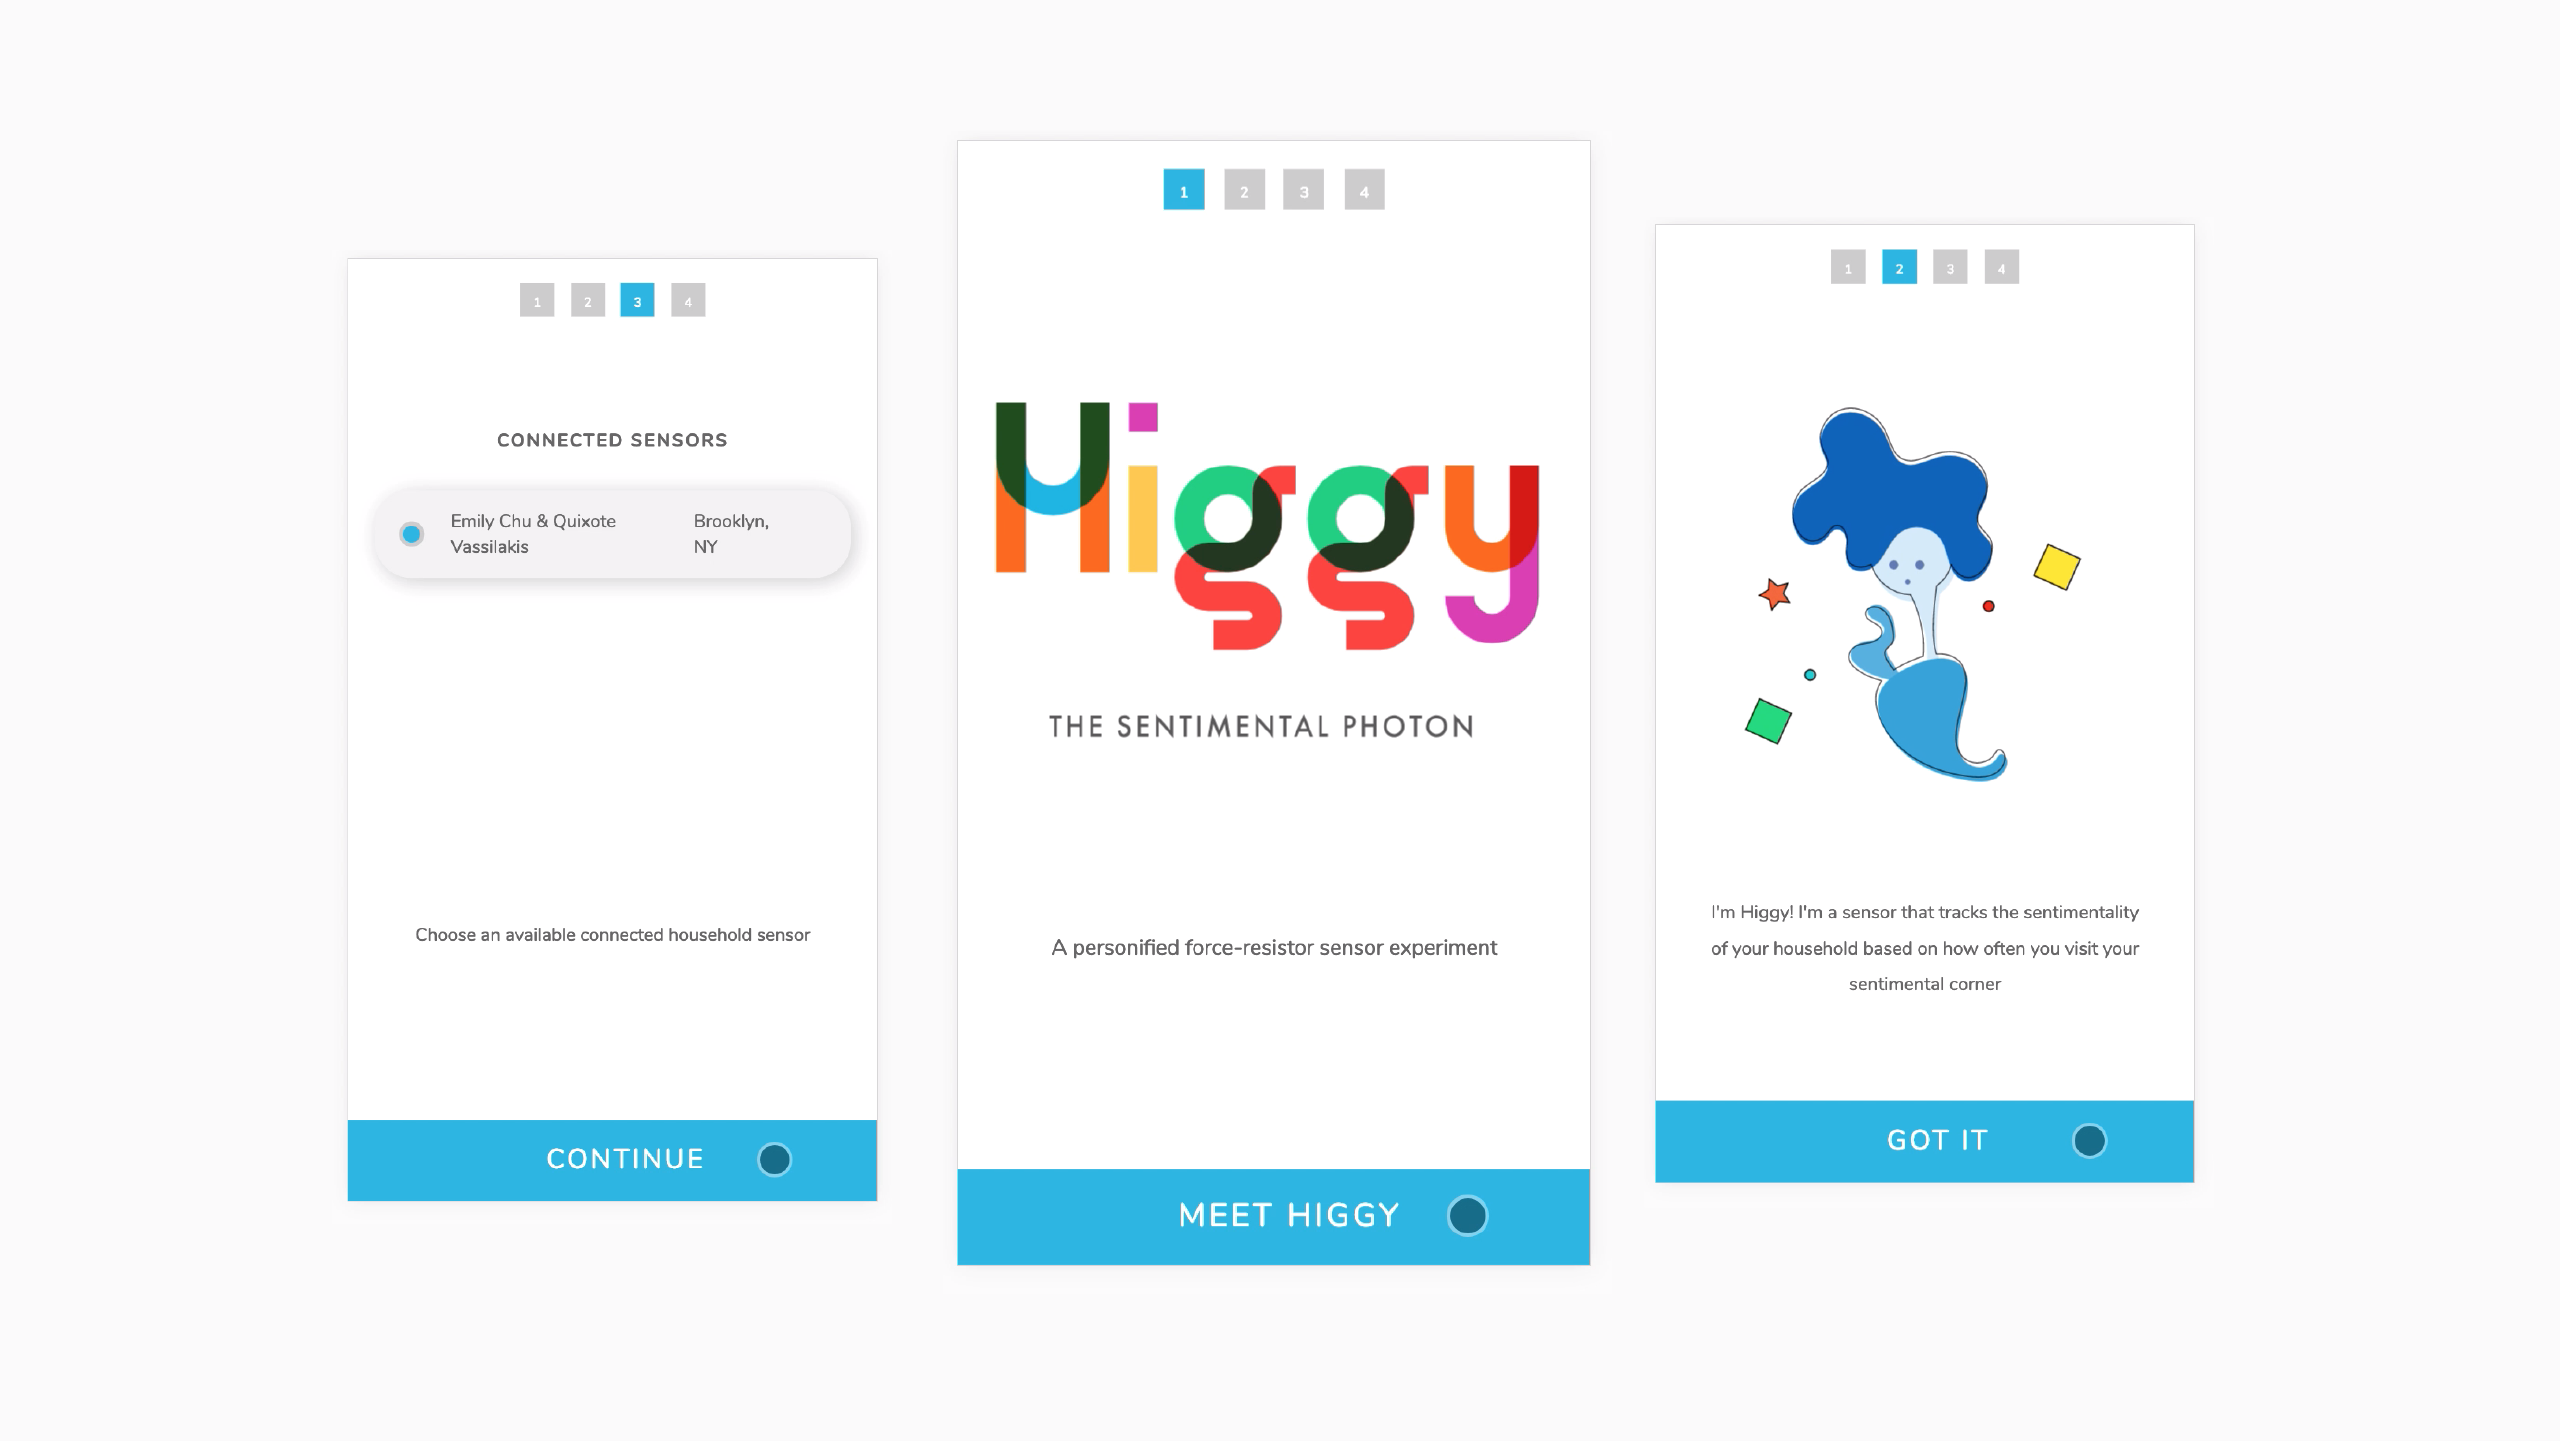 1 2 3 4
CONNECTED SENSORS
Emily Chu & Quixote
Vassilakis
Brooklyn,
NY
Choose an available connected household sensor
CONTINUE
1 2 3 4
Higgy
THE SENTIMENTAL PHOTON
A personified force-resistor sensor experiment
MEET HIGGY
1 2 3 4
I'm Higgy! I'm a sensor that tracks the sentimentality
of your household based on how often you visit your
sentimental corner
GOT IT